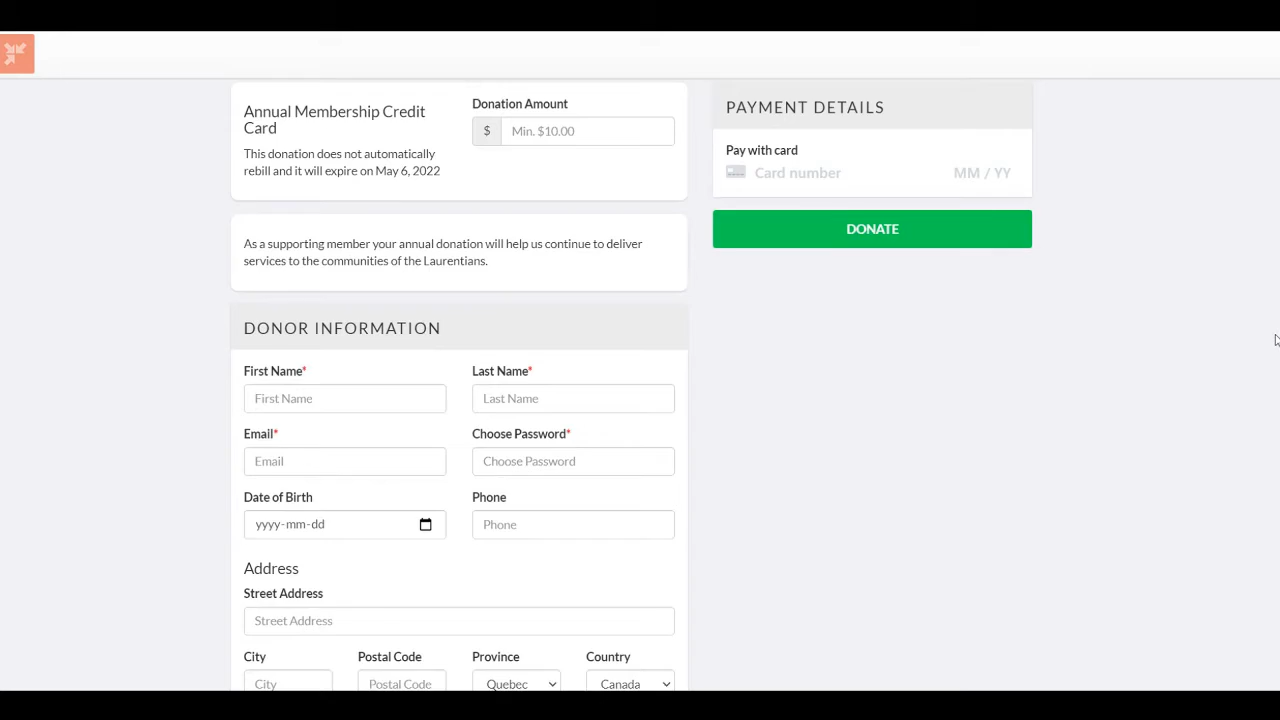 Annual Membership Credit
Card
This donation does not automatically
rebill and it will expire on May 6, 2022
Donation Amount
$ Min. $10.00
As a supporting member your annual donation will help us continue to deliver
services to the communities of the Laurentians.
DONOR INFORMATION
First Name* Last Name*
First Name Last Name
Email* Choose Password*
Email Choose Password
Date of Birth Phone
yyyy-mm-dd Phone
Address
Street Address
Street Address
City Postal Code Province Country
City Postal Code Quebec Canada
PAYMENT DETAILS
Pay with card
Card number MM / YY
DONATE